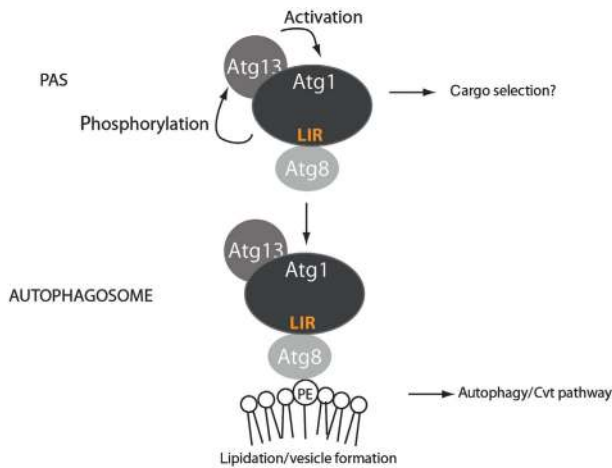 Activation
Atg13
PAS
Atg1
Cargo selection?
Phosphorylation
LIR
Atg8
Atg13
Atg1
AUTOPHAGOSOME
LIR
Atg8
PE
Autophagy/Cvt pathway
Lipidation/vesicle formation